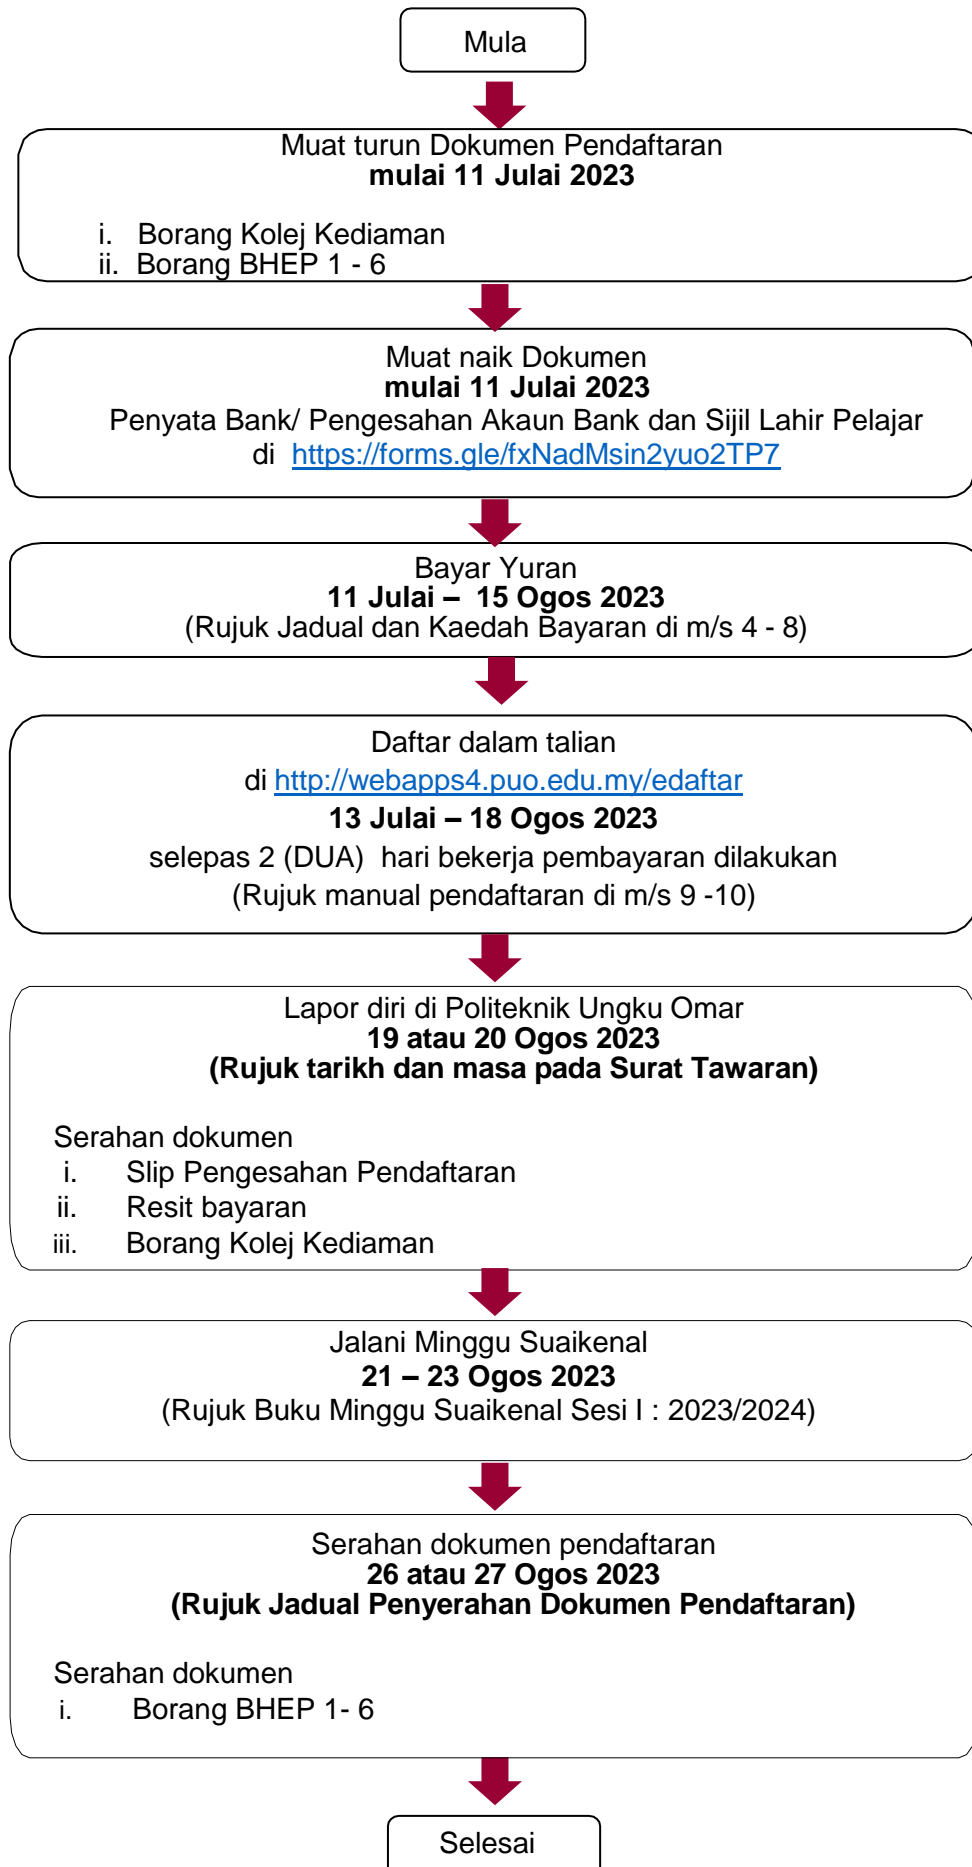 Mula
Muat turun Dokumen Pendaftaran
mulai 11 Julai 2023
i. Borang Kolej Kediaman
ii. Borang BHEP 1 - 6
Muat naik Dokumen
mulai 11 Julai 2023
Penyata Bank/ Pengesahan Akaun Bank dan Sijil Lahir Pelajar
di https://forms.gle/fxNadMsin2yuo2TP7
Bayar Yuran
11 Julai – 15 Ogos 2023
(Rujuk Jadual dan Kaedah Bayaran di m/s 4 - 8)
Daftar dalam talian
di http://webapps4.puo.edu.my/edaftar
13 Julai – 18 Ogos 2023
selepas 2 (DUA) hari bekerja pembayaran dilakukan
(Rujuk manual pendaftaran di m/s 9 -10)
Lapor diri di Politeknik Ungku Omar
19 atau 20 Ogos 2023
(Rujuk tarikh dan masa pada Surat Tawaran)
Serahan dokumen
i. Slip Pengesahan Pendaftaran
ii. Resit bayaran
iii. Borang Kolej Kediaman
Jalani Minggu Suaikenal
21 – 23 Ogos 2023
(Rujuk Buku Minggu Suaikenal Sesi I : 2023/2024)
Serahan dokumen pendaftaran
26 atau 27 Ogos 2023
(Rujuk Jadual Penyerahan Dokumen Pendaftaran)
Serahan dokumen
i. Borang BHEP 1- 6
Selesai